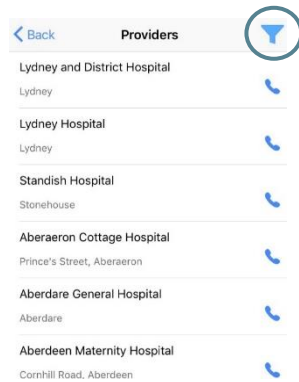 Back Providers
Lydney and District Hospital
Lydney
Lydney Hospital
Lydney
Standish Hospital
Stonehouse
Aberaeron Cottage Hospital
Prince's Street, Aberaeron
Aberdare General Hospital
Aberdare
Aberdeen Maternity Hospital
Cornhill Road, Aberdeen